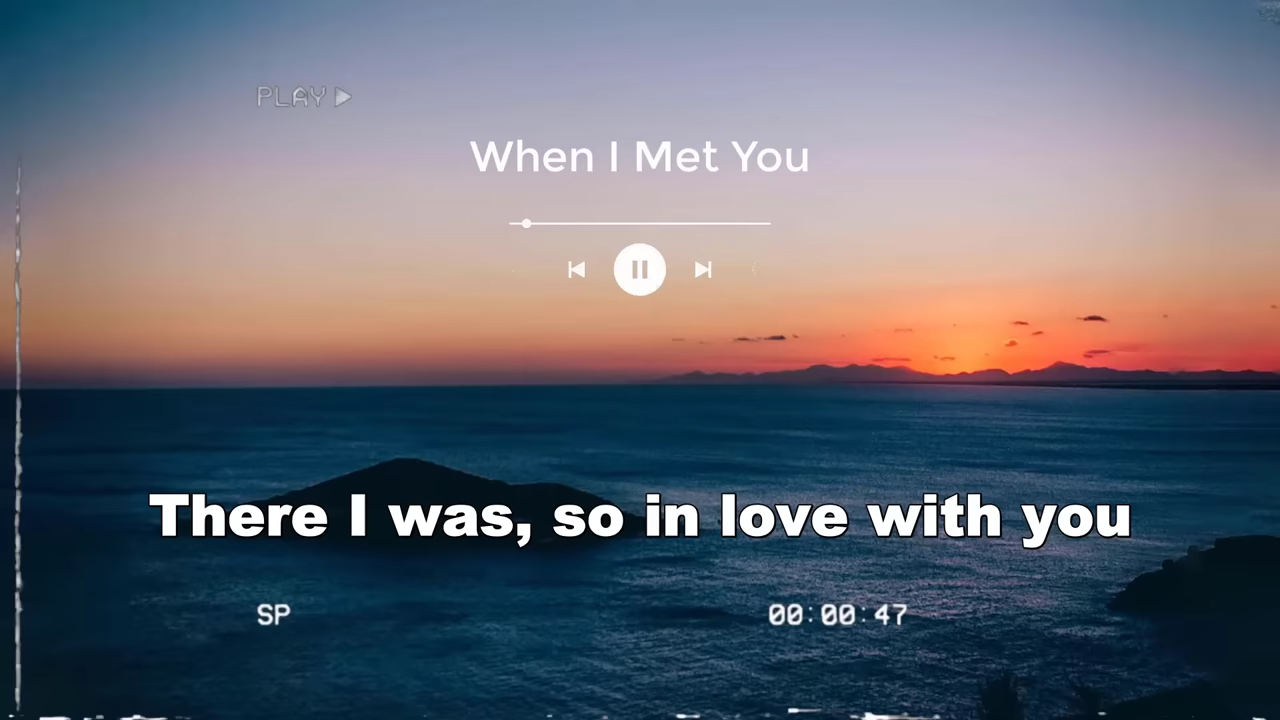 PLAY
When I Met You
There I was, so in love with you
SP
00:00:47